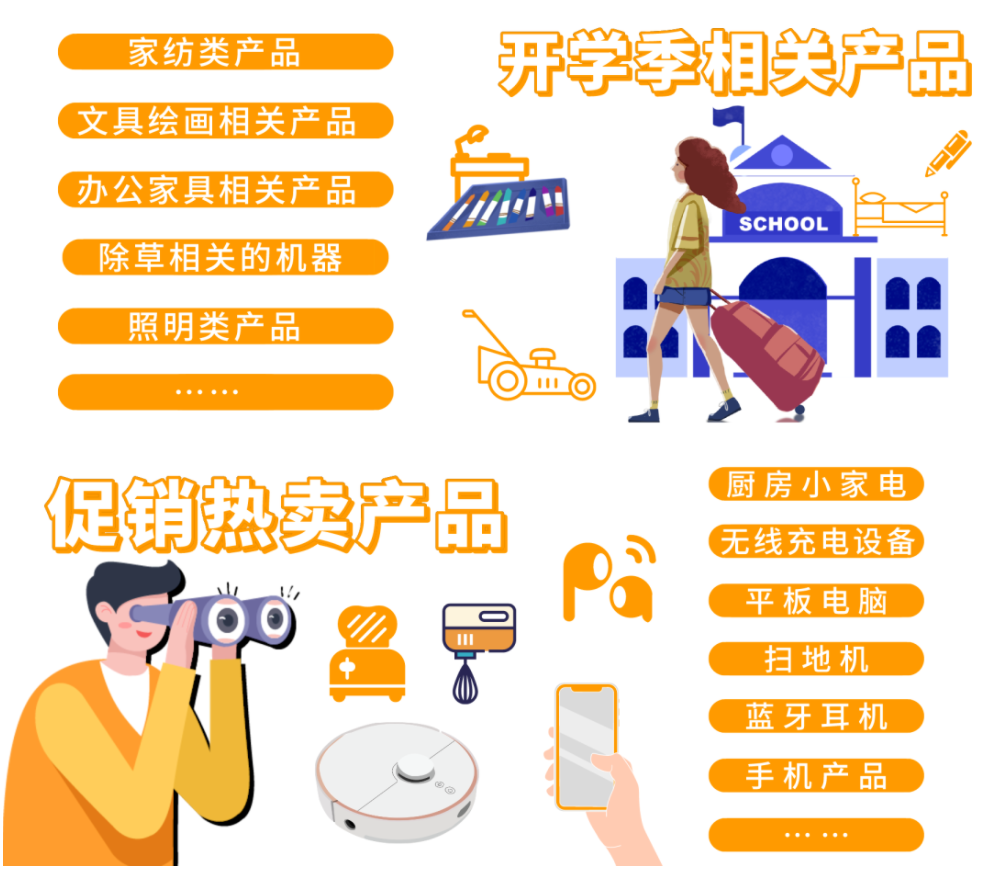 开学季相关产品
家纺类产品
文具绘画相关产品
办公家具相关产品
除草相关的机器
照明类产品
……
SCHOOL
促销热卖产品
厨房小家电
无线充电设备
平板电脑
扫地机
蓝牙耳机
手机产品
……